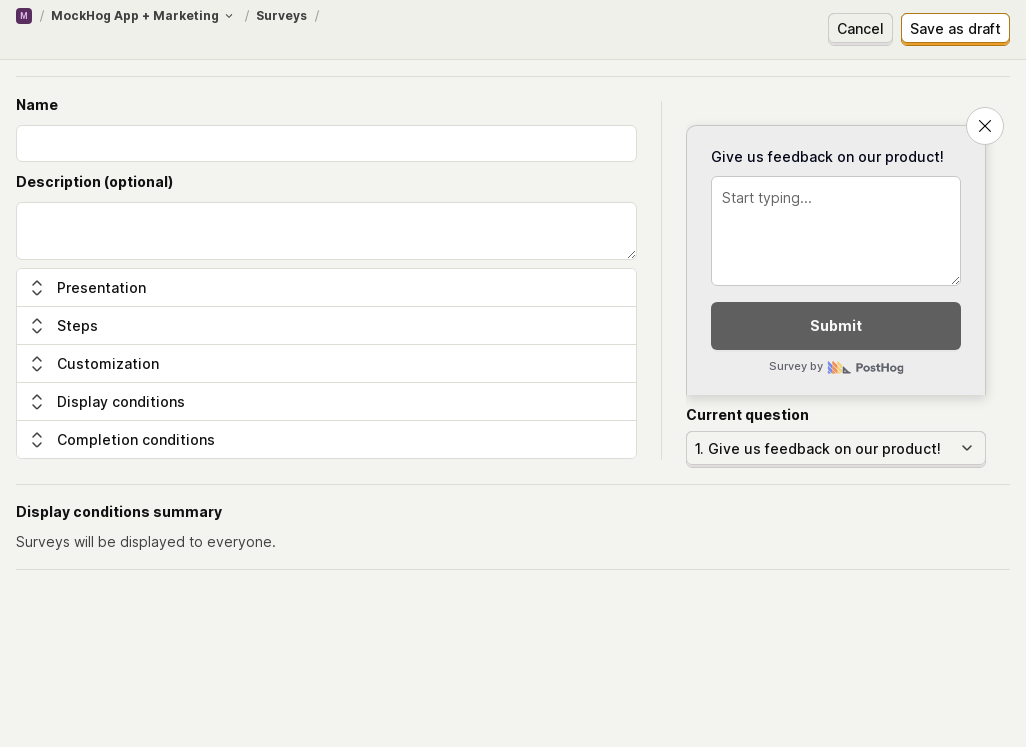 M / MockHog App + Marketing / Surveys /
Cancel
Save as draft
Name
Description (optional)
Presentation
Steps
Customization
Display conditions
Completion conditions
Give us feedback on our product!
Start typing...
Submit
Survey by PostHog
Current question
1. Give us feedback on our product!
Display conditions summary
Surveys will be displayed to everyone.